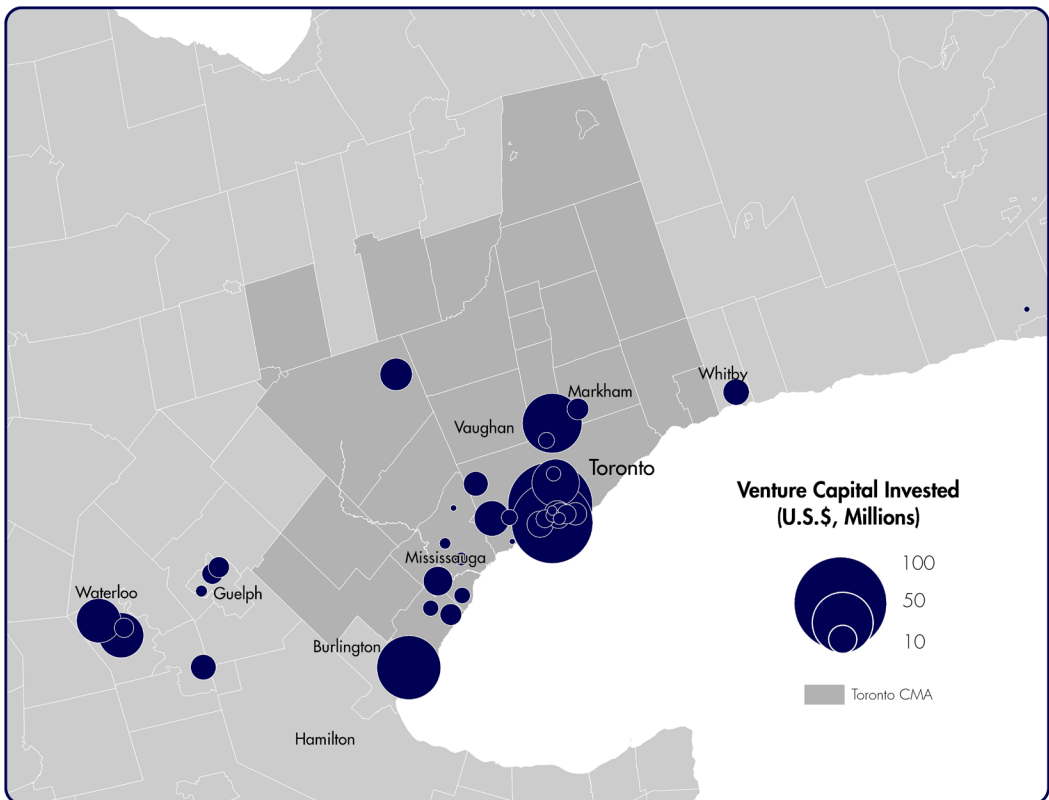 Whitby
Markham
Vaughan
Toronto
Venture Capital Invested
(U.S.$, Millions)
100
50
10
Mississauga
Waterloo
Guelph
Burlington
Toronto CMA
Hamilton